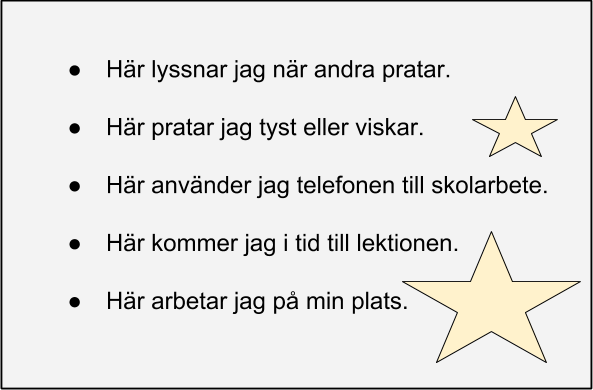 ● Här lyssnar jag när andra pratar.
● Här pratar jag tyst eller viskar.
● Här använder jag telefonen till skolarbete.
● Här kommer jag i tid till lektionen.
● Här arbetar jag på min plats.